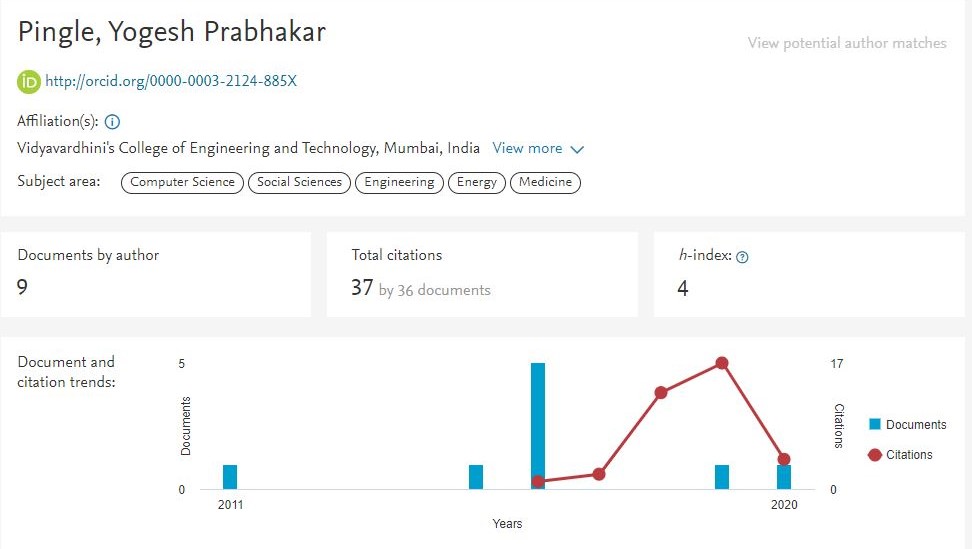 Pingle, Yogesh Prabhakar
View potential author matches
iD http://orcid.org/0000-0003-2124-885X
Affiliation(s): i
Vidyavardhini's College of Engineering and Technology, Mumbai, India View more
Subject area: Computer Science Social Sciences Engineering Energy Medicine
Documents by author
9
Total citations
37 by 36 documents
h-index: ?
4
Document and
citation trends:
5
Documents
0
17
Citations
0
2011
2020
Years
Documents
Citations